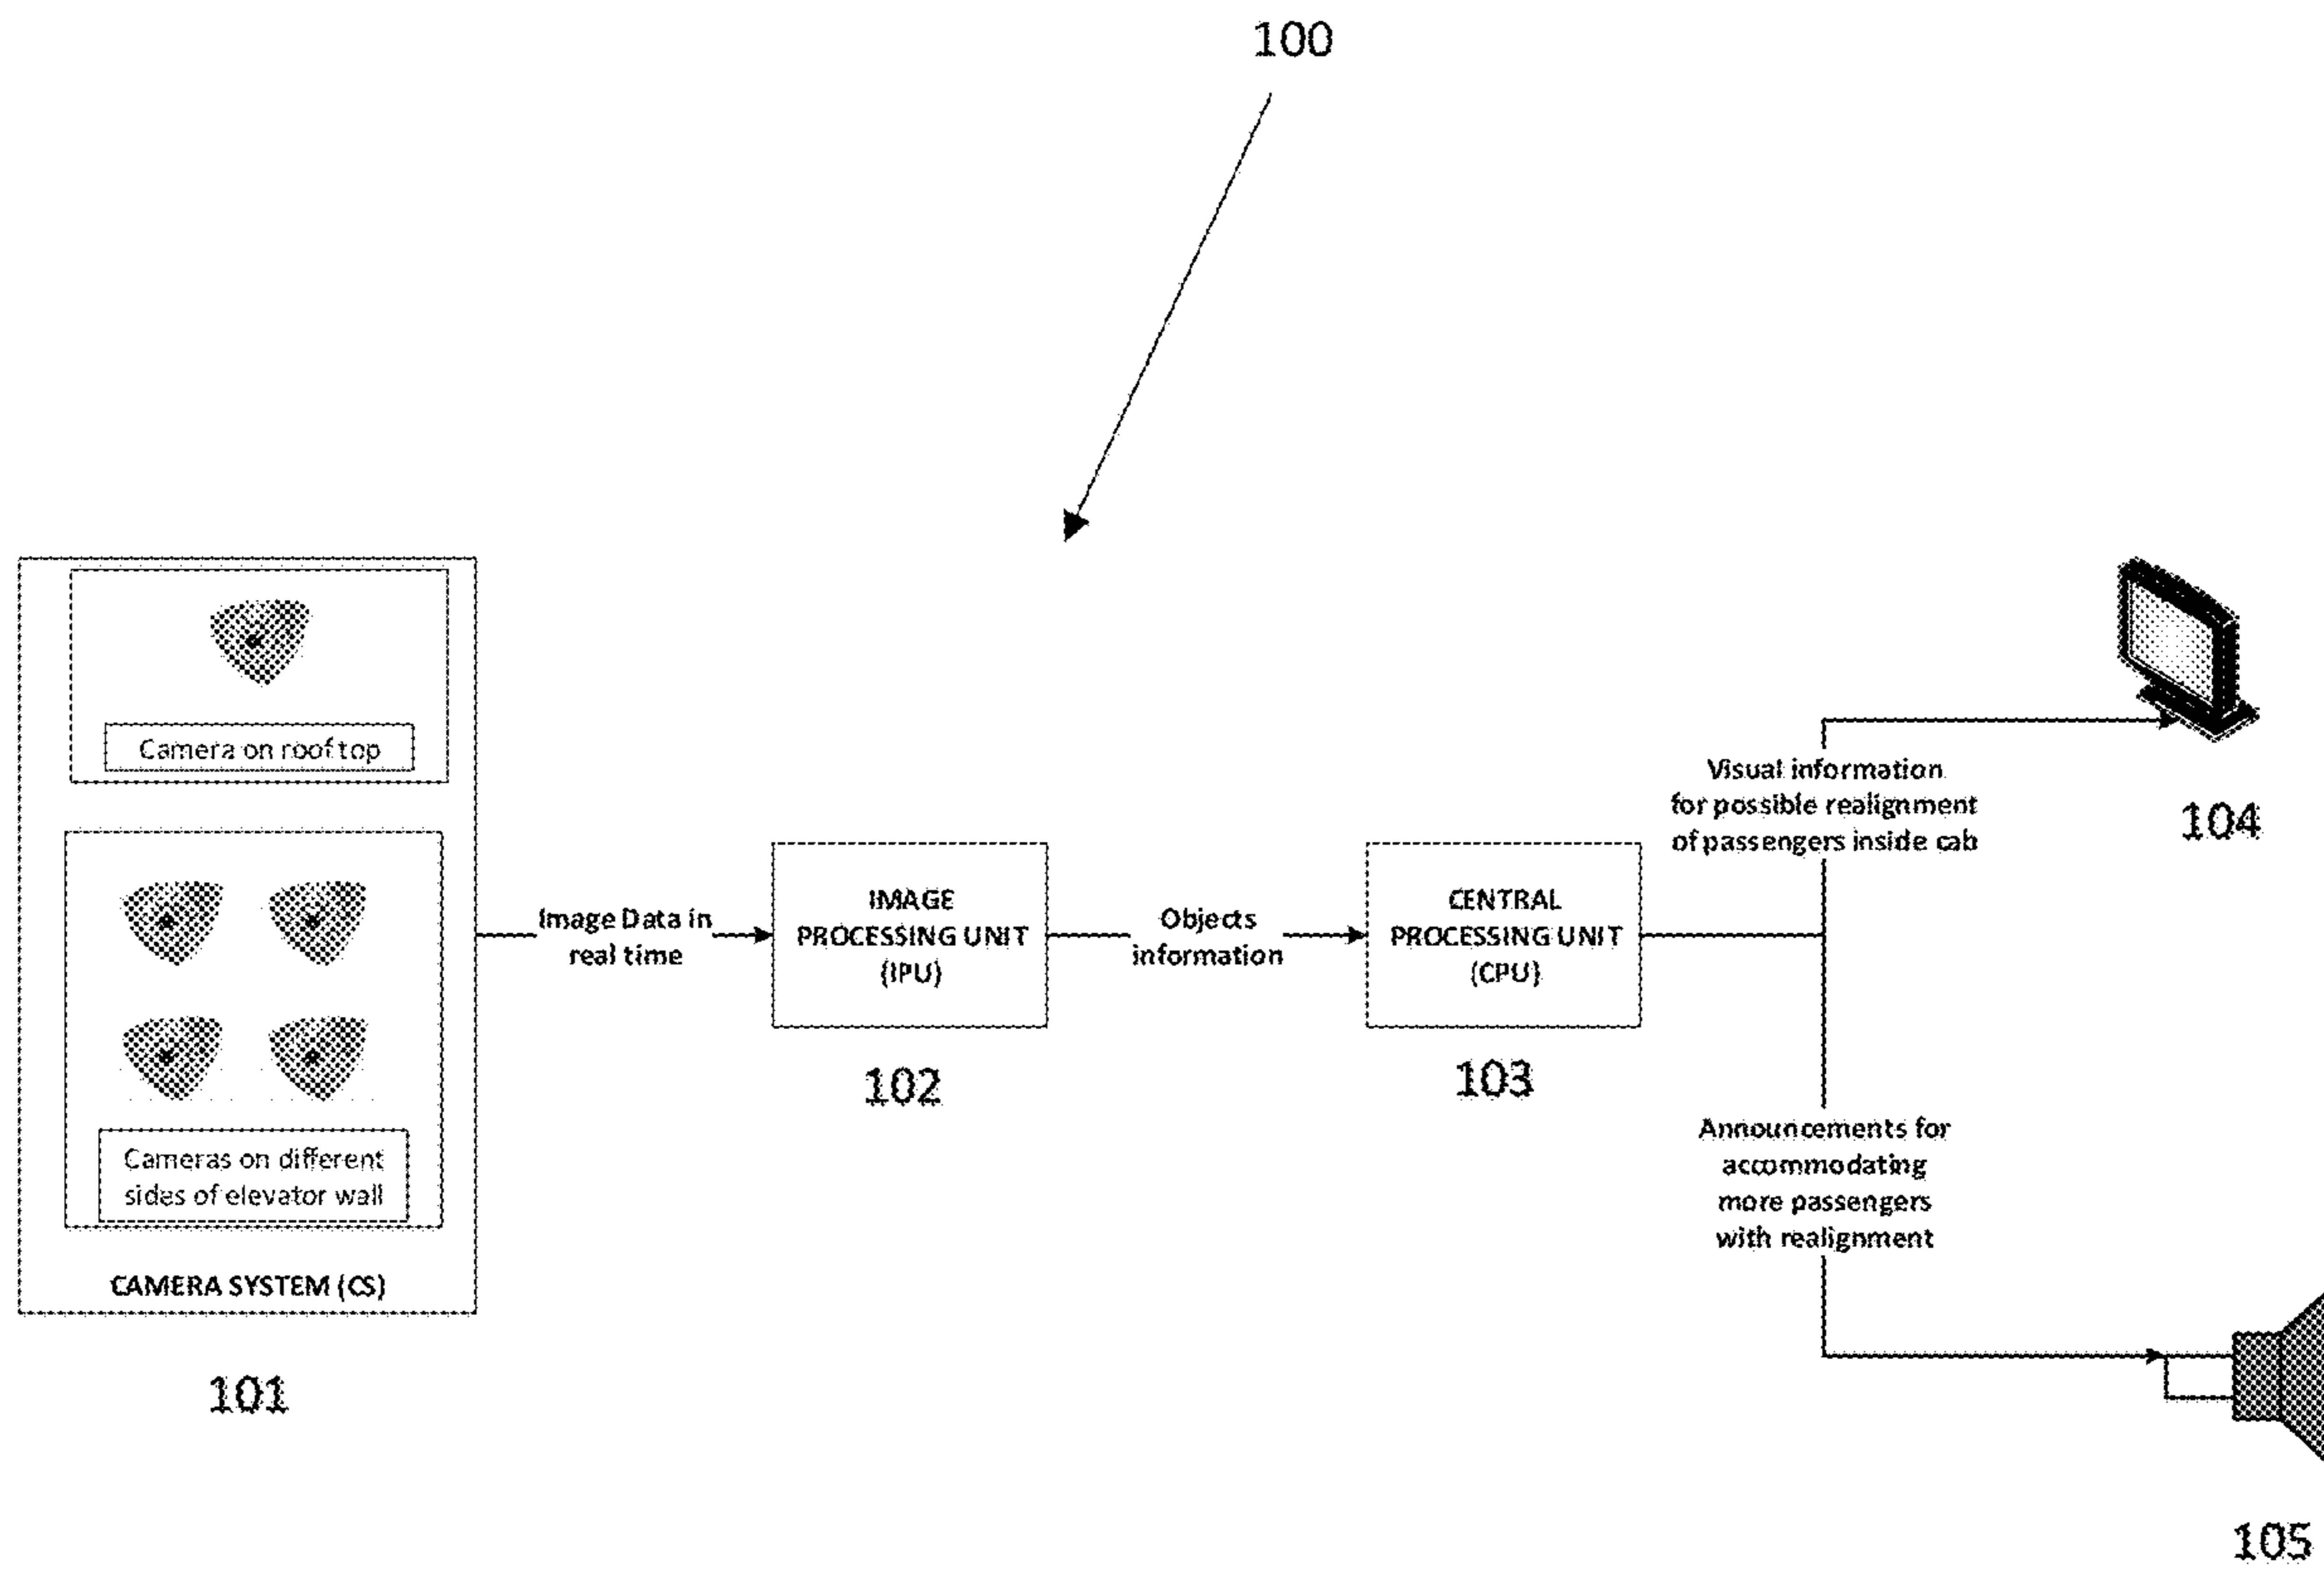 100
Camera on roof top
Cameras on different
sides of elevator wall
CAMERA SYSTEM (CS)
101
Image Data in
real time
IMAGE
PROCESSING UNIT
(IPU)
102
Objects
information
CENTRAL
PROCESSING UNIT
(CPU)
103
Visual information
for possible realignment
of passengers inside cab
104
Announcements for
accommodating
more passengers
with realignment
105